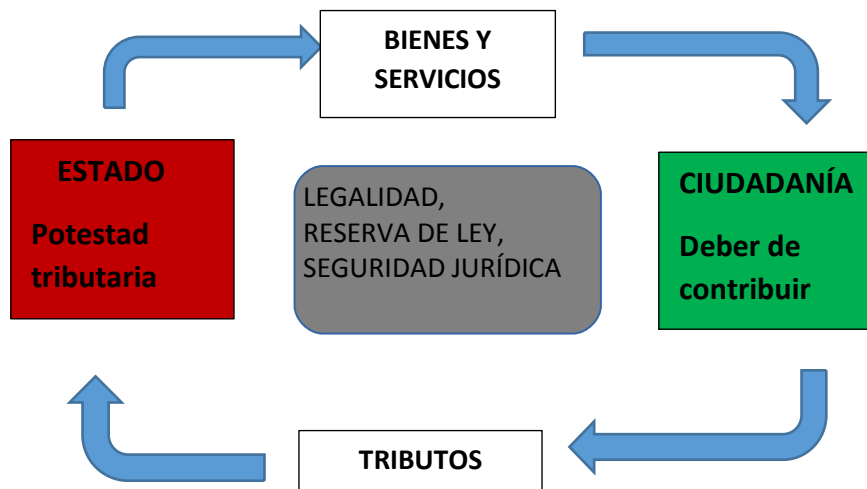 BIENES Y
SERVICIOS
ESTADO
Potestad
tributaria
LEGALIDAD,
RESERVA DE LEY,
SEGURIDAD JURÍDICA
CIUDADANÍA
Deber de
contribuir
TRIBUTOS